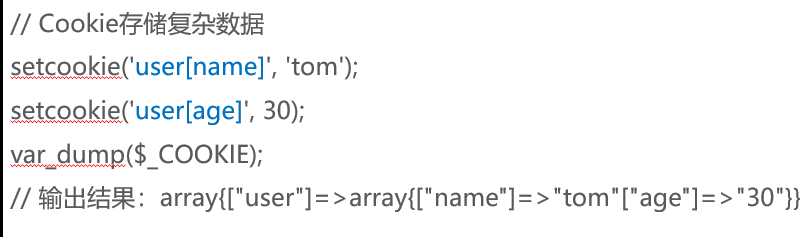 // Cookie存储复杂数据
setcookie('user[name]', 'tom');
setcookie('user[age]', 30);
var_dump($_COOKIE);
// 输出结果：array{["user"]=>array{["name"]=>"tom"["age"]=>"30"}}